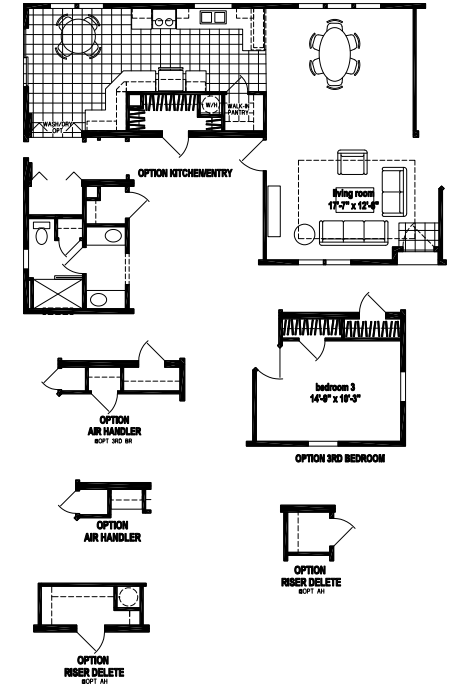 W/H
WALK-IN
PANTRY
WASH/DRY
OPT.
OPTION KITCHEN/ENTRY
living room
17'-7" x 12'-6"
bedroom 3
14'-9" x 10'-3"
OPTION
AIR HANDLER
@OPT 3RD BR
OPTION 3RD BEDROOM
OPTION
AIR HANDLER
OPTION
RISER DELETE
@OPT AH
OPTION
RISER DELETE
@OPT AH